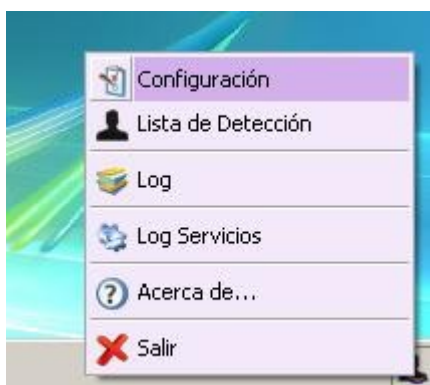 Configuración
Lista de Detección
Log
Log Servicios
Acerca de...
Salir